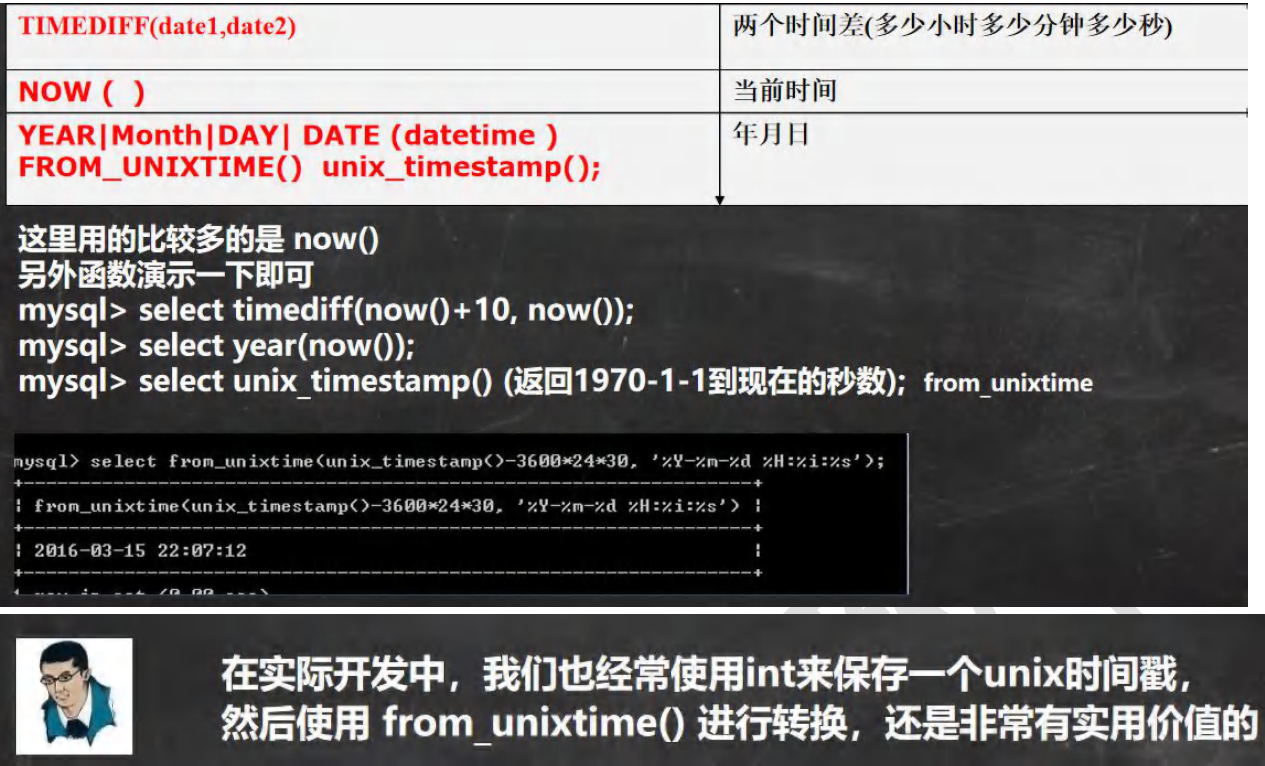 TIMEDIFF(date1,date2) 两个时间差(多少小时多少分钟多少秒)
NOW (  ) 当前时间
YEAR|Month|DAY| DATE (datetime ) 年月日
FROM_UNIXTIME()  unix_timestamp();
这里用的比较多的是 now()
另外函数演示一下即可
mysql> select timediff(now()+10, now());
mysql> select year(now());
mysql> select unix_timestamp() (返回1970-1-1到现在的秒数);  from_unixtime
mysql> select from_unixtime(unix_timestamp()-3600*24*30, '%Y-%m-%d %H:%i:%s');
+----------------------------------------------------------------+
| from_unixtime(unix_timestamp()-3600*24*30, '%Y-%m-%d %H:%i:%s') |
+----------------------------------------------------------------+
| 2016-03-15 22:07:12 |
+----------------------------------------------------------------+
在实际开发中，我们也经常使用int来保存一个unix时间戳，
然后使用 from_unixtime() 进行转换，还是非常有实用价值的